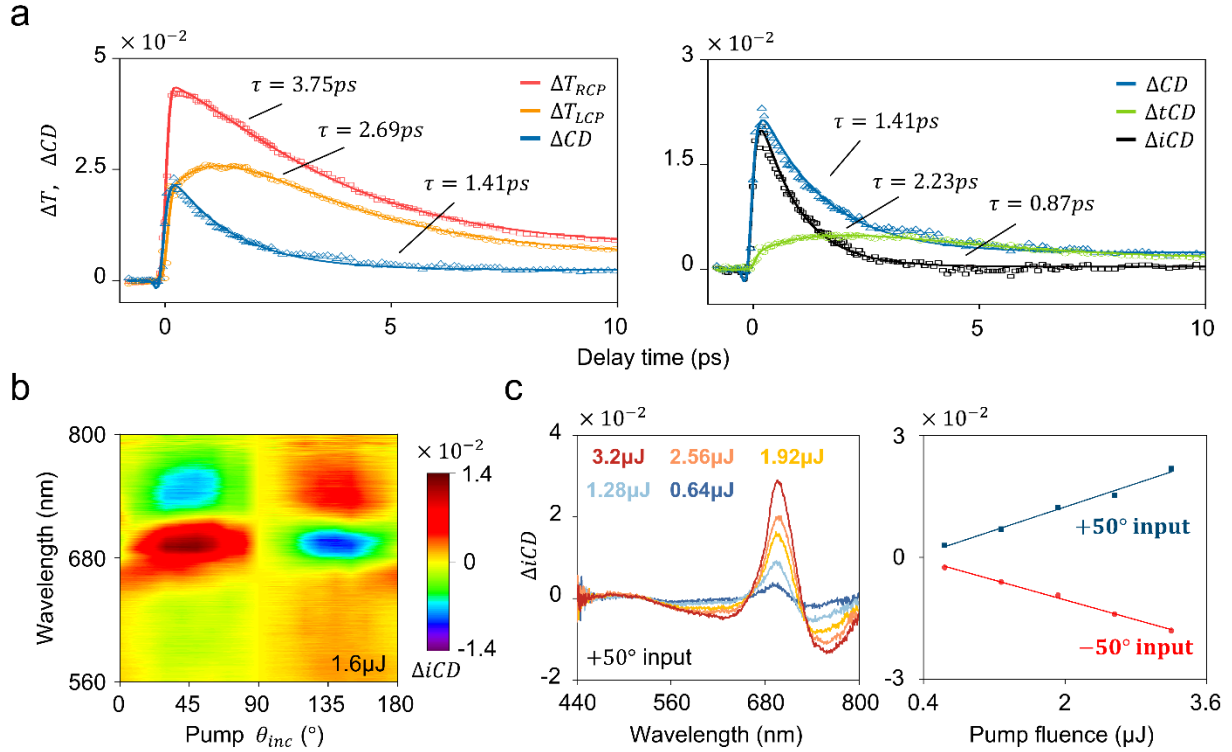 a
× 10⁻²
5
2.5
0
ΔT, ΔCD
τ = 3.75ps
τ = 2.69ps
τ = 1.41ps
ΔT_RCP
ΔT_LCP
ΔCD
0
5
10
× 10⁻²
3
1.5
0
τ = 1.41ps
τ = 2.23ps
τ = 0.87ps
ΔCD
ΔtCD
ΔiCD
0
5
10
Delay time (ps)
b
800
680
560
Wavelength (nm)
0
45
90
135
180
Pump θ_inc (°)
1.6µJ
× 10⁻²
1.4
0
-1.4
ΔiCD
c
× 10⁻²
4
2
0
-2
ΔiCD
3.2µJ 2.56µJ 1.92µJ
1.28µJ 0.64µJ
+50° input
440
560
680
800
Wavelength (nm)
× 10⁻²
3
0
-3
+50° input
−50° input
0.4
2
3.6
Pump fluence (µJ)